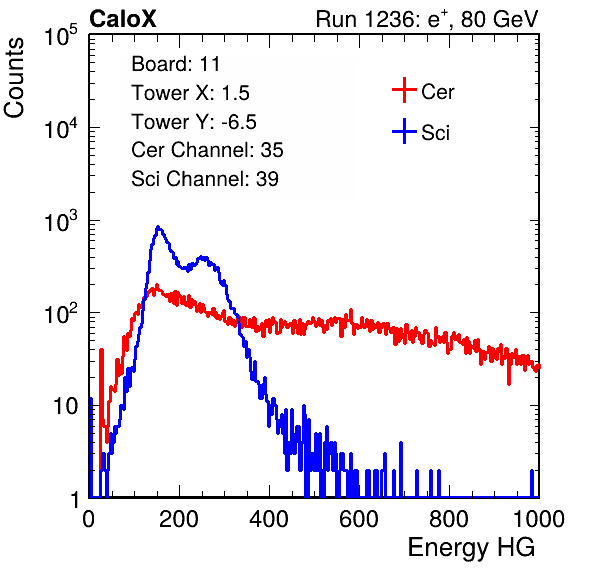 CaloX Run 1236: e⁺, 80 GeV
Counts
10⁵
10⁴
10³
10²
10
1
Board: 11
Tower X: 1.5
Tower Y: -6.5
Cer Channel: 35
Sci Channel: 39
Cer
Sci
0 200 400 600 800 1000
Energy HG